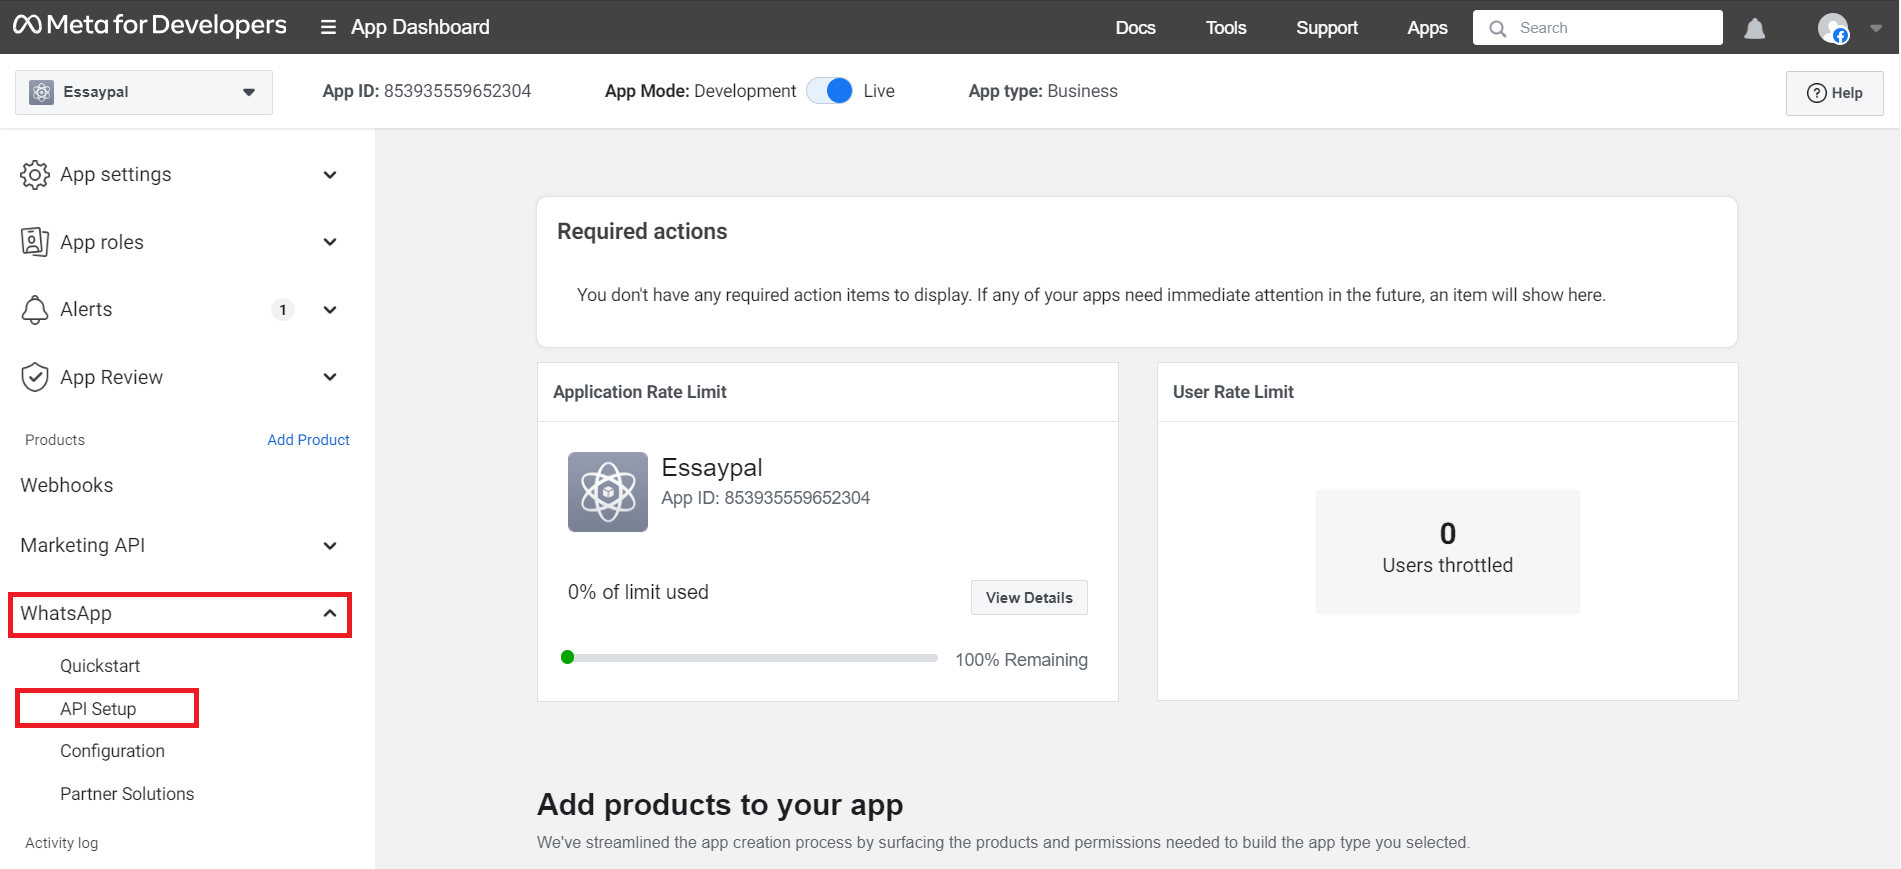 Meta for Developers
App Dashboard
Docs
Tools
Support
Apps
Search
Essaypal
App ID: 853935559652304
App Mode: Development
Live
App type: Business
Help
App settings
App roles
Alerts
1
App Review
Products
Add Product
Webhooks
Marketing API
WhatsApp
Quickstart
API Setup
Configuration
Partner Solutions
Activity log
Required actions
You don't have any required action items to display. If any of your apps need immediate attention in the future, an item will show here.
Application Rate Limit
Essaypal
App ID: 853935559652304
0% of limit used
View Details
100% Remaining
User Rate Limit
0
Users throttled
Add products to your app
We've streamlined the app creation process by surfacing the products and permissions needed to build the app type you selected.